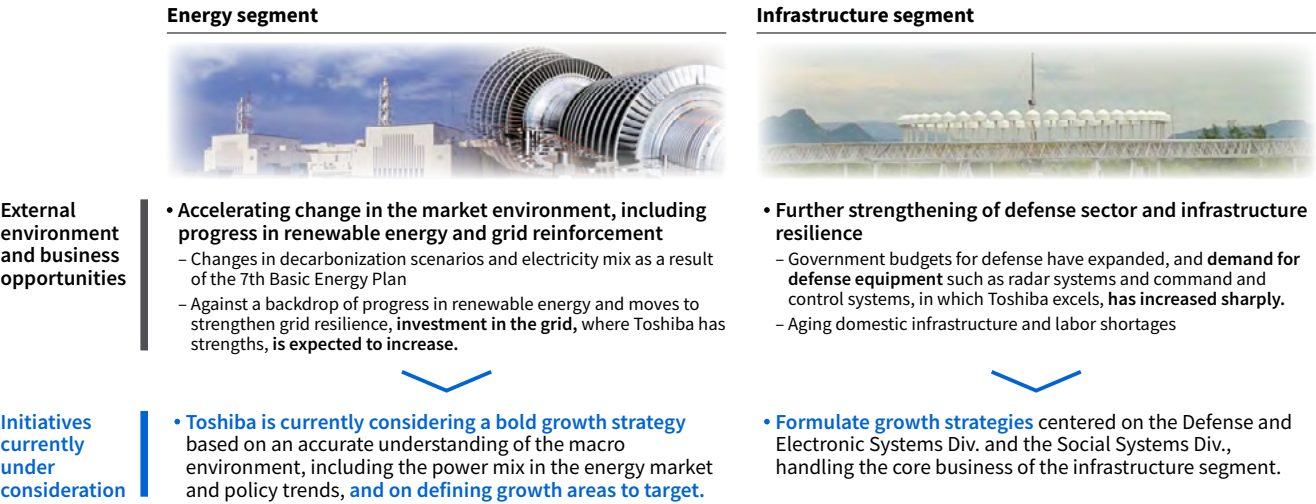 Energy segment
Infrastructure segment
External
environment
and business
opportunities
• Accelerating change in the market environment, including
progress in renewable energy and grid reinforcement
– Changes in decarbonization scenarios and electricity mix as a result
of the 7th Basic Energy Plan
– Against a backdrop of progress in renewable energy and moves to
strengthen grid resilience, investment in the grid, where Toshiba has
strengths, is expected to increase.
• Further strengthening of defense sector and infrastructure
resilience
– Government budgets for defense have expanded, and demand for
defense equipment such as radar systems and command and
control systems, in which Toshiba excels, has increased sharply.
– Aging domestic infrastructure and labor shortages
Initiatives
currently
under
consideration
• Toshiba is currently considering a bold growth strategy
based on an accurate understanding of the macro
environment, including the power mix in the energy market
and policy trends, and on defining growth areas to target.
• Formulate growth strategies centered on the Defense and
Electronic Systems Div. and the Social Systems Div.,
handling the core business of the infrastructure segment.